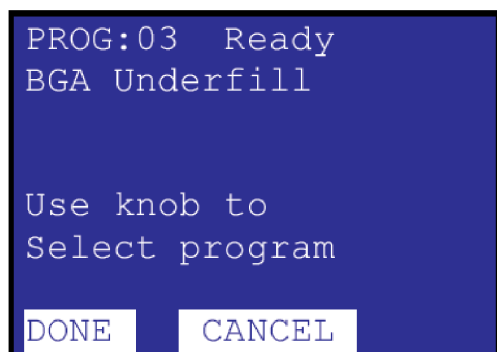 PROG:03 Ready
BGA Underfill
Use knob to
Select program
DONE CANCEL